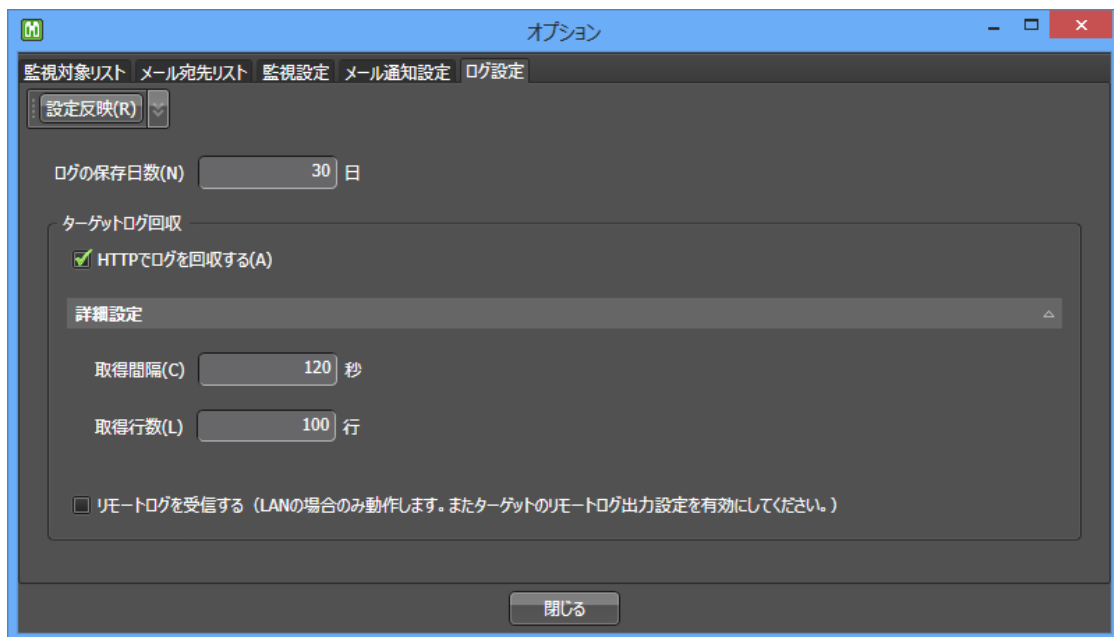 オプション
監視対象リスト メール宛先リスト 監視設定 メール通知設定 ログ設定
設定反映(R)
ログの保存日数(N) 30 日
ターゲットログ回収
HTTPでログを回収する(A)
詳細設定
取得間隔(C) 120 秒
取得行数(L) 100 行
リモートログを受信する（LANの場合のみ動作します。またターゲットのリモートログ出力設定を有効にしてください。）
閉じる